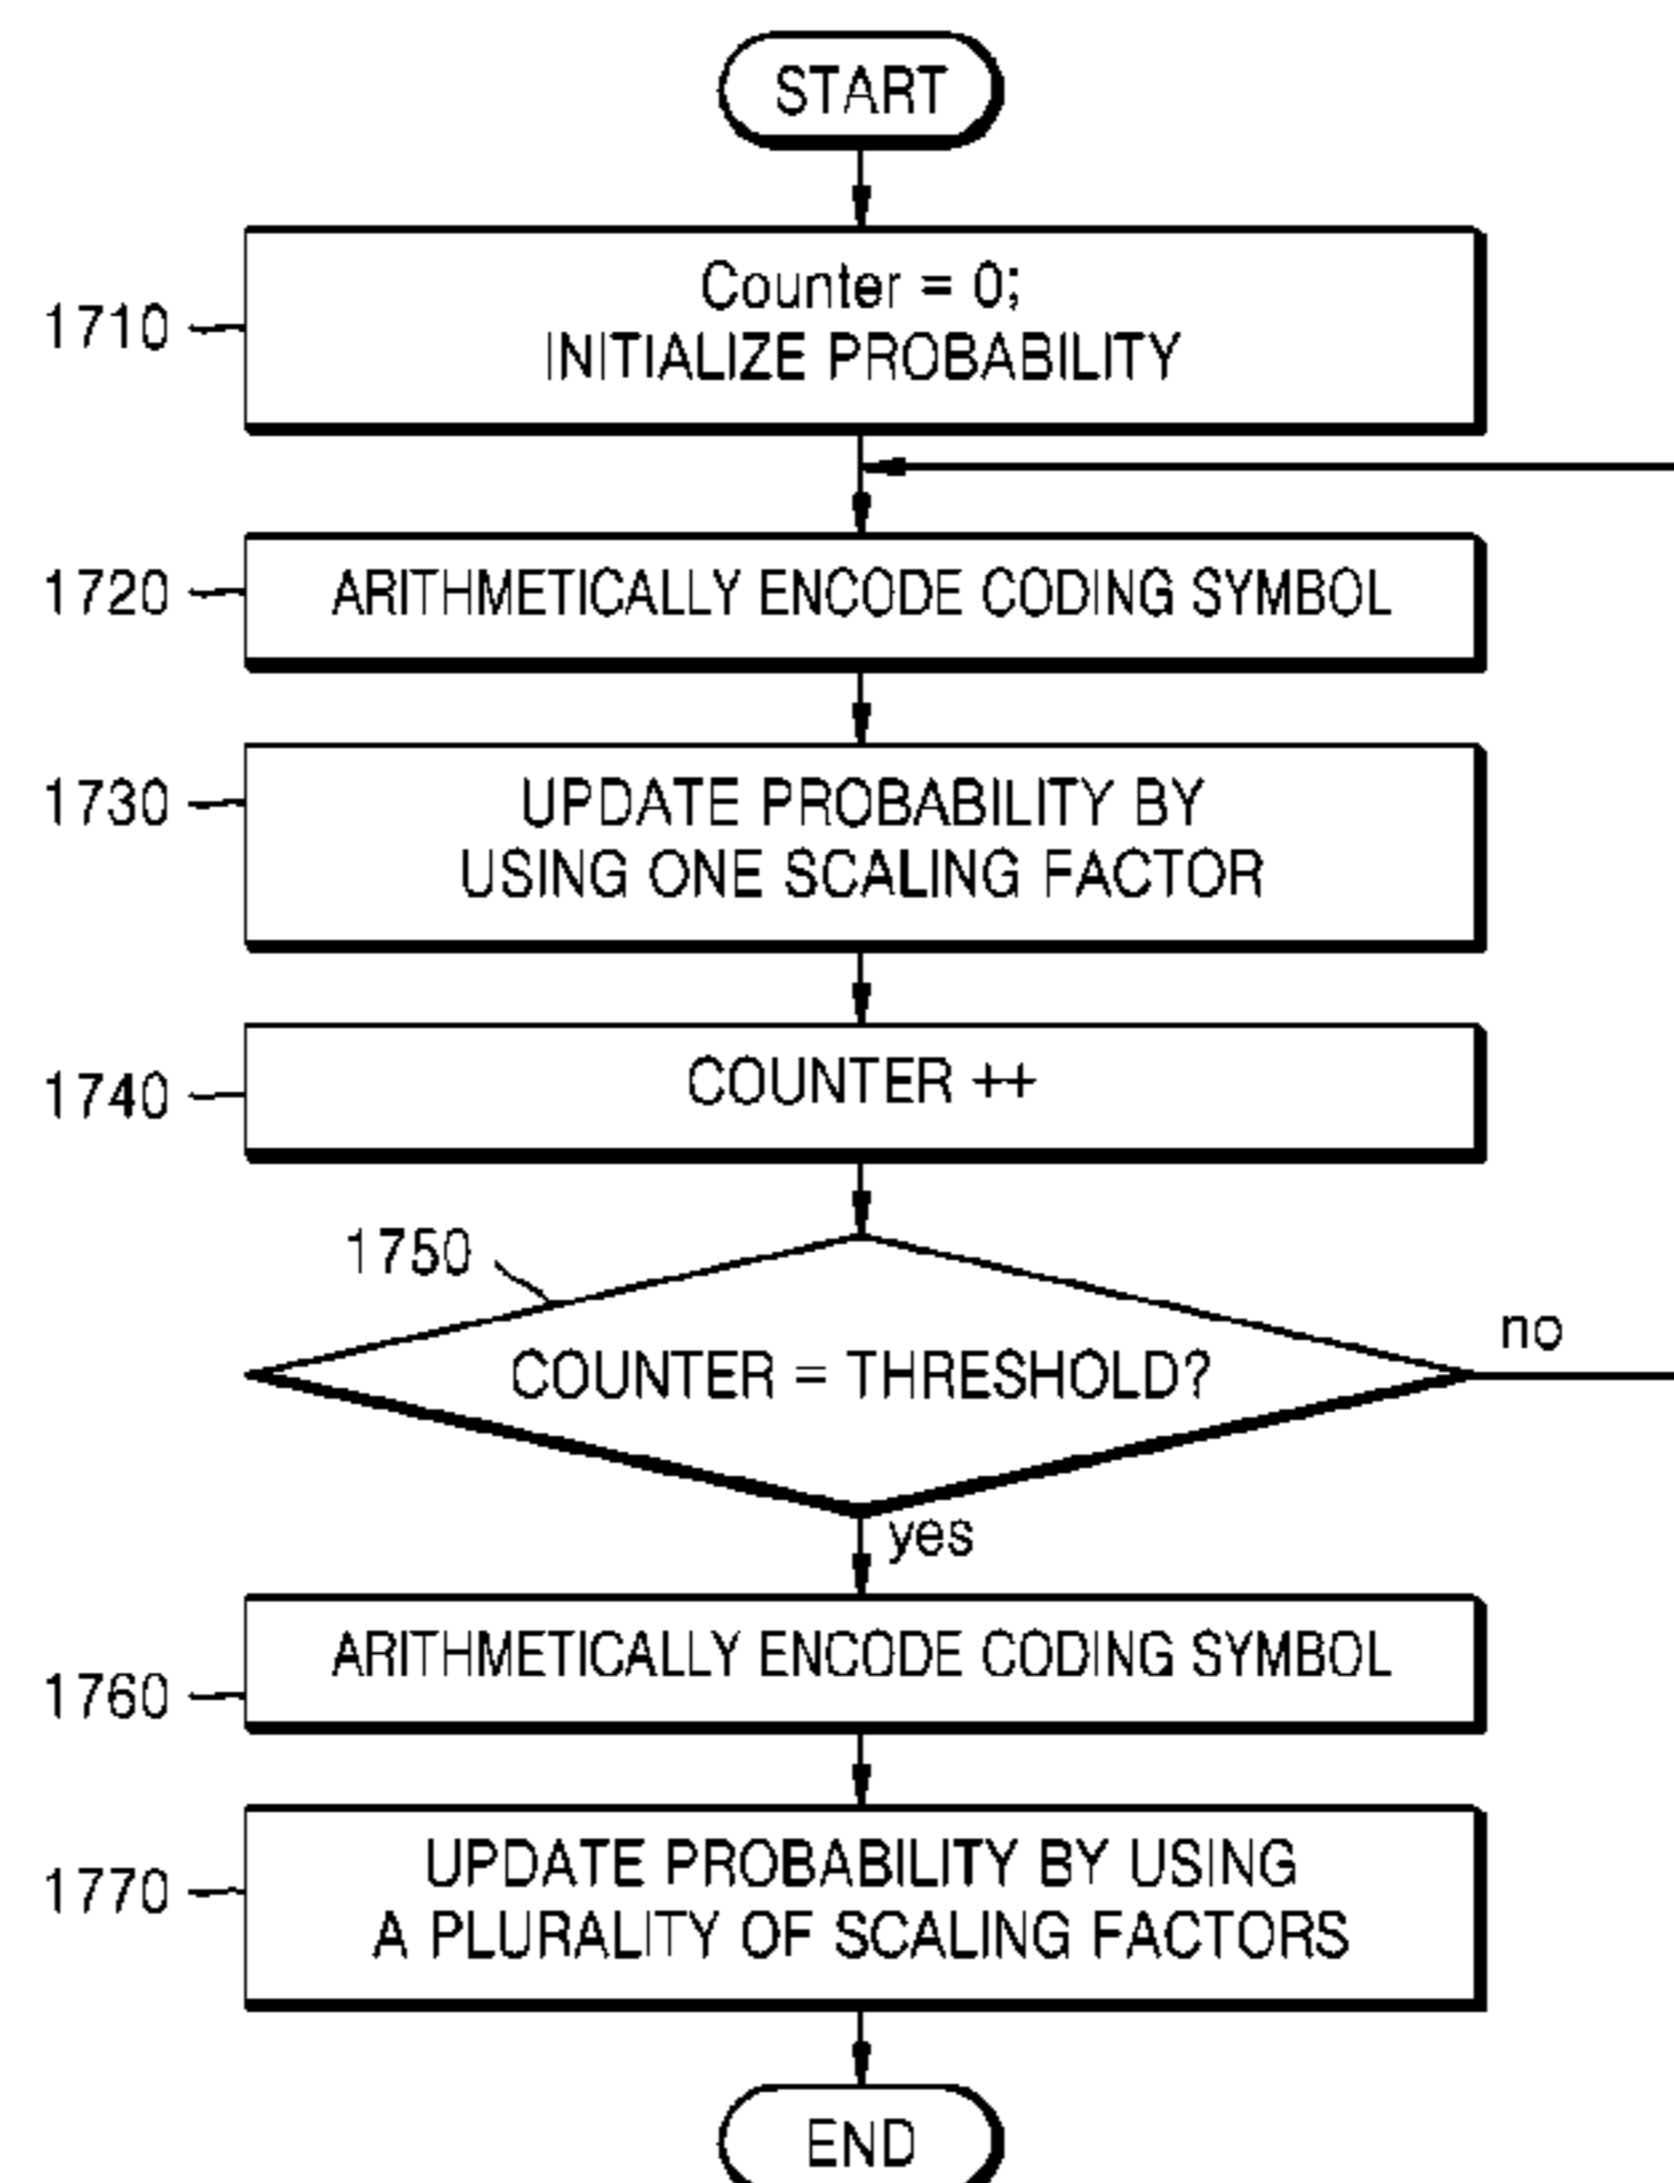 START
Counter = 0;
INITIALIZE PROBABILITY
1710
1720
ARITHMETICALLY ENCODE CODING SYMBOL
1730
UPDATE PROBABILITY BY
USING ONE SCALING FACTOR
1740
COUNTER ++
1750
COUNTER = THRESHOLD?
no
yes
ARITHMETICALLY ENCODE CODING SYMBOL
1760
UPDATE PROBABILITY BY USING
A PLURALITY OF SCALING FACTORS
1770
END